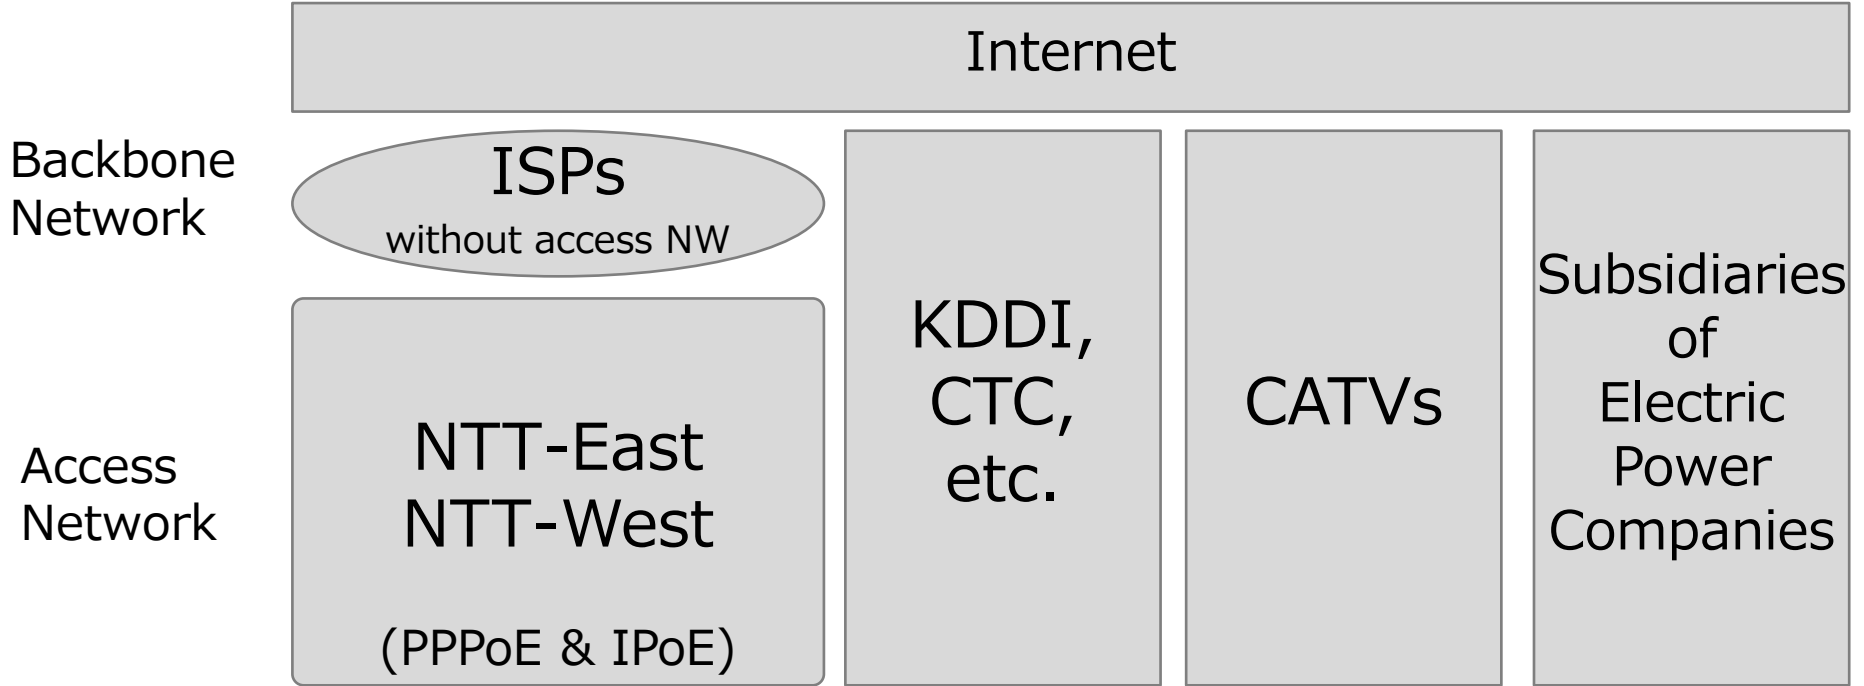 Internet
Backbone
Network
ISPs
without access NW
Access
Network
NTT-East
NTT-West
(PPPoE & IPoE)
KDDI,
CTC,
etc.
CATVs
Subsidiaries
of
Electric
Power
Companies